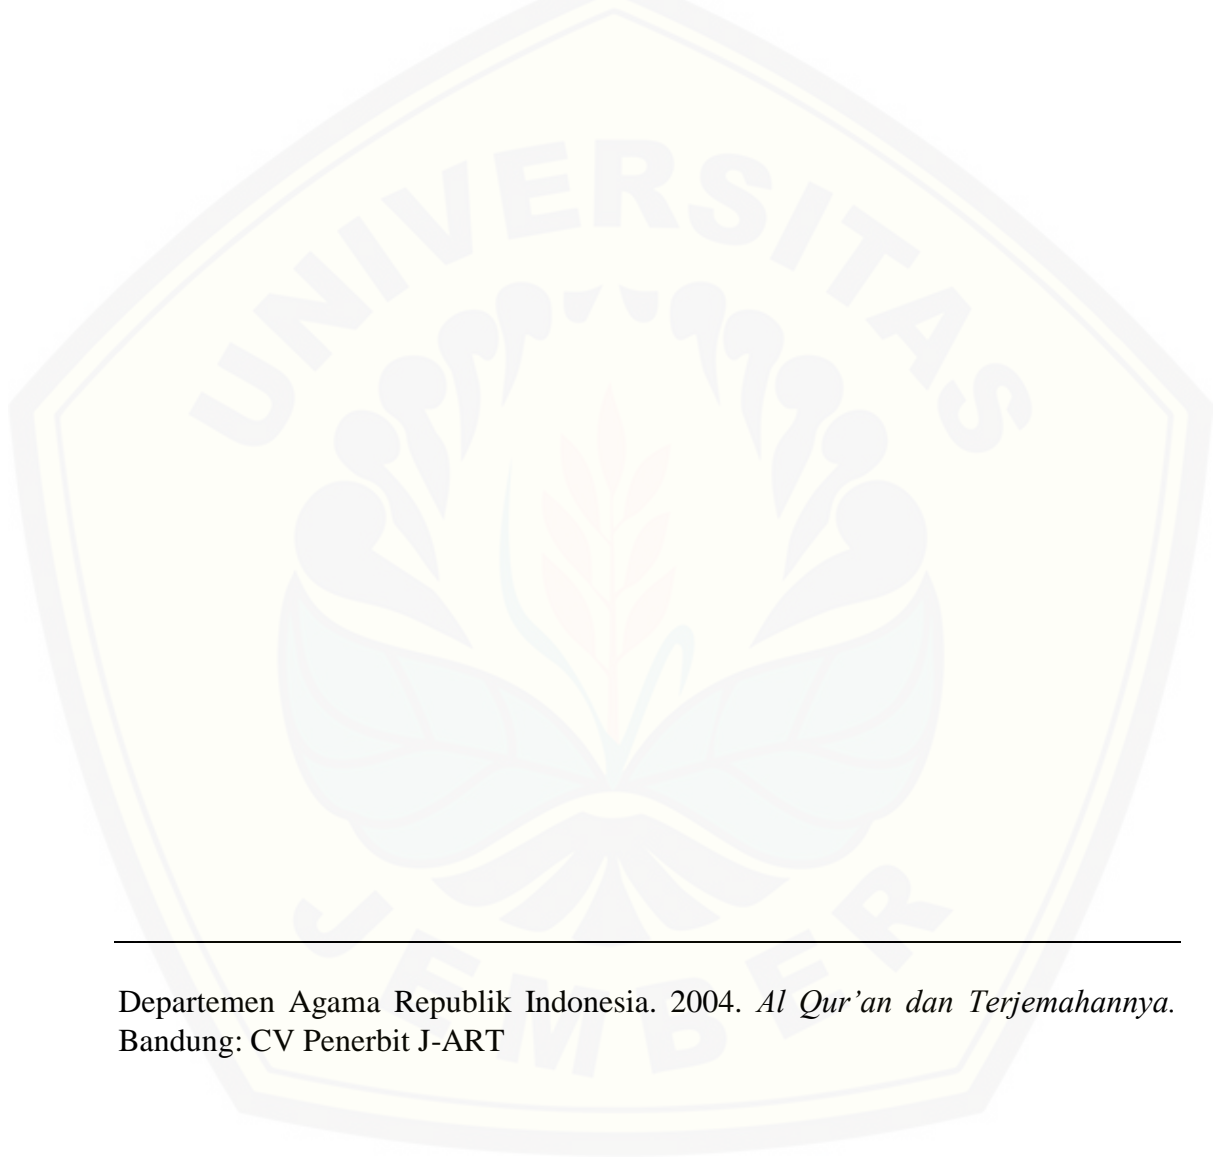 UNIVERSITAS
JEMBER
Departemen Agama Republik Indonesia. 2004. Al Qur’an dan Terjemahannya.
Bandung: CV Penerbit J-ART